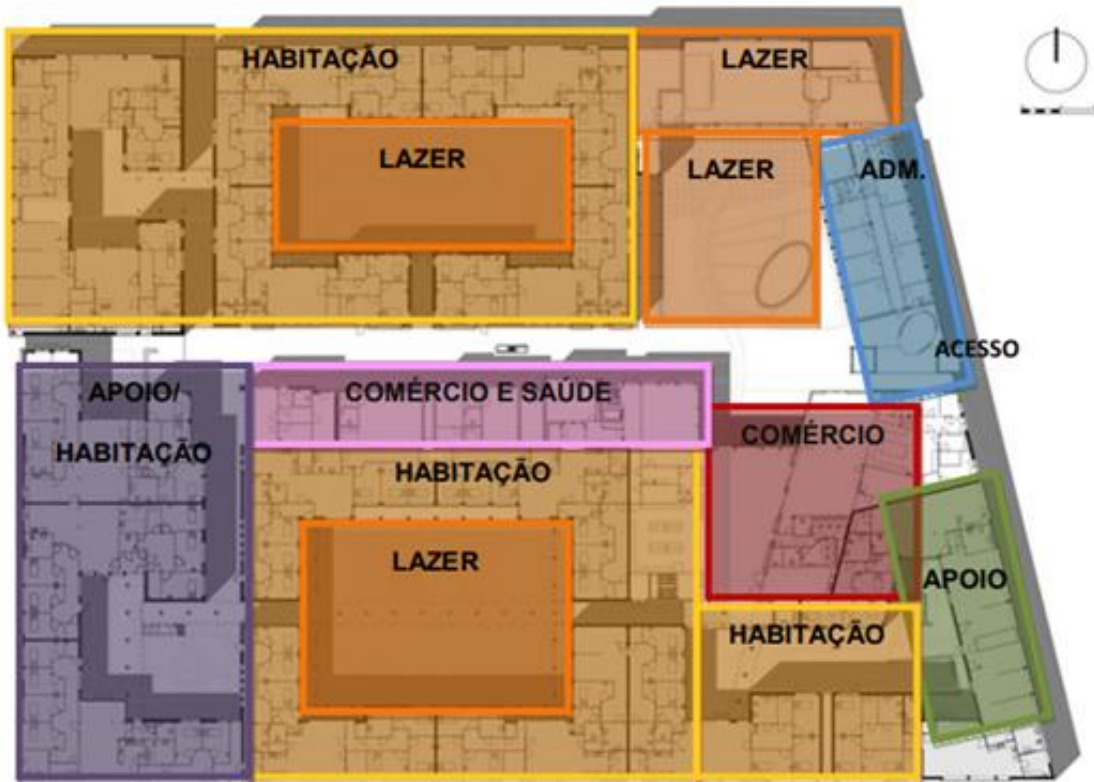 HABITAÇÃO
LAZER
LAZER
LAZER
ADM.
ACESSO
APOIO/
HABITAÇÃO
COMÉRCIO E SAÚDE
COMÉRCIO
HABITAÇÃO
LAZER
APOIO
HABITAÇÃO